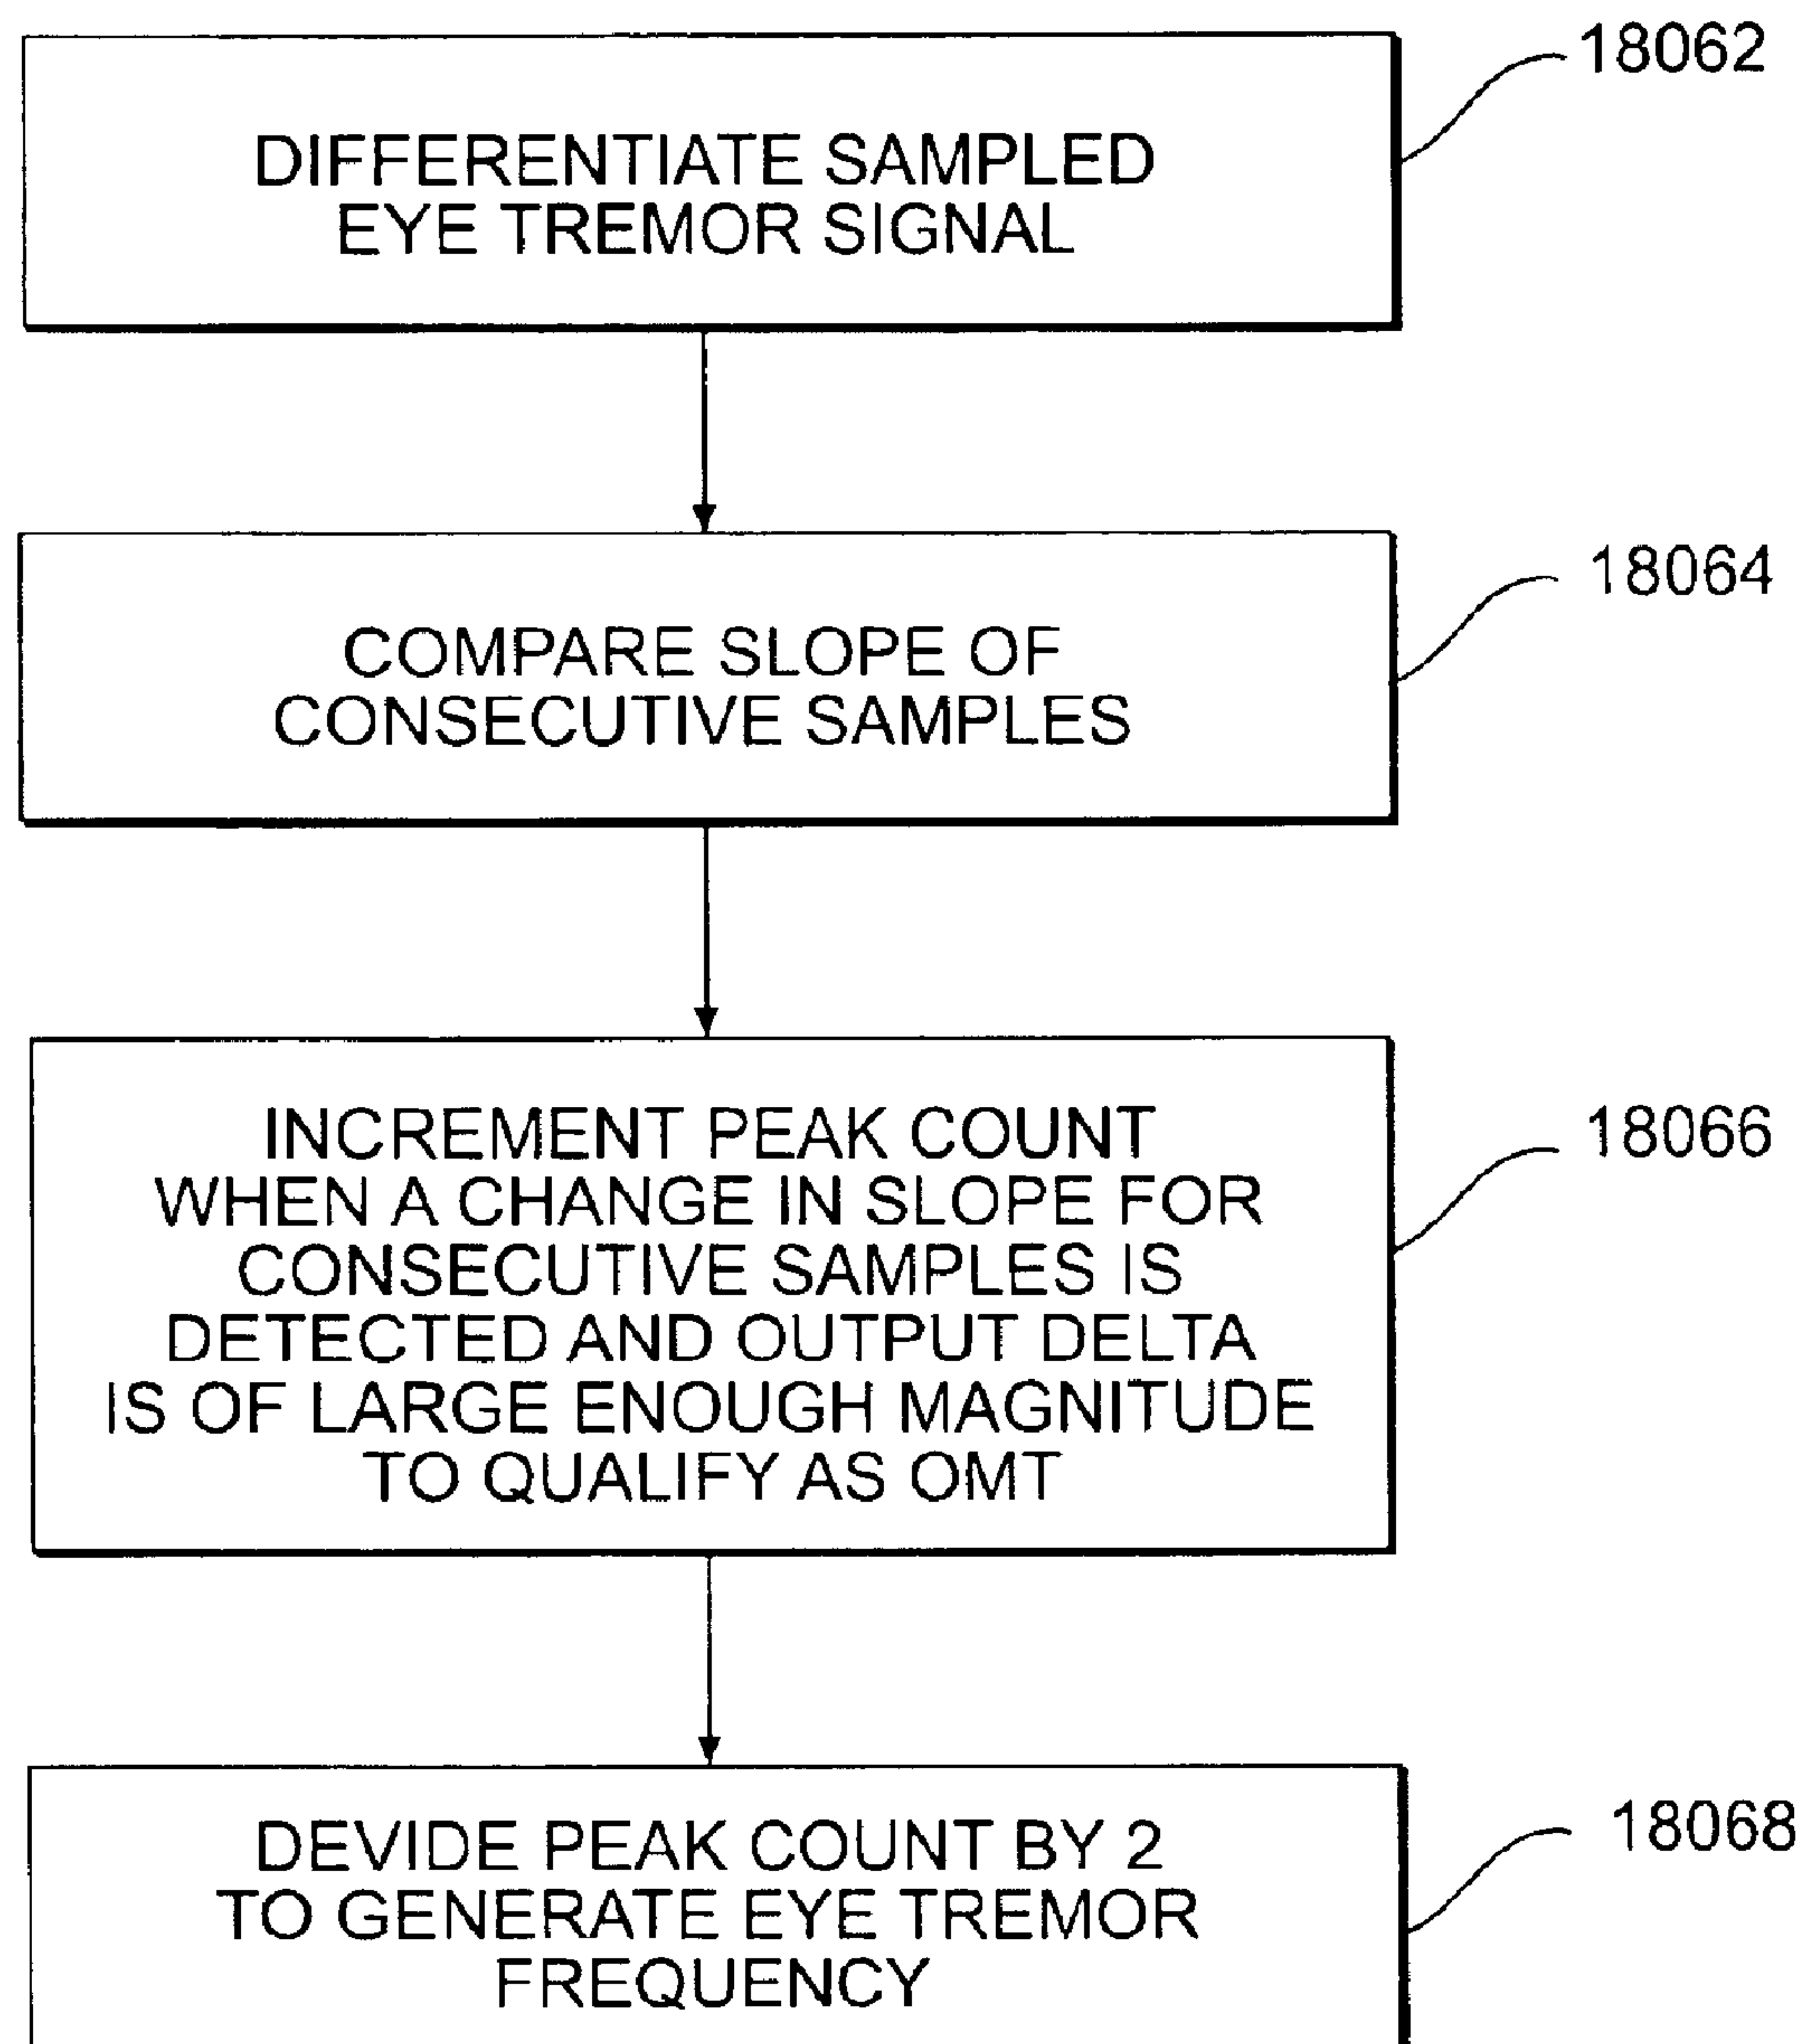 18062
DIFFERENTIATE SAMPLED
EYE TREMOR SIGNAL
18064
COMPARE SLOPE OF
CONSECUTIVE SAMPLES
18066
INCREMENT PEAK COUNT
WHEN A CHANGE IN SLOPE FOR
CONSECUTIVE SAMPLES IS
DETECTED AND OUTPUT DELTA
IS OF LARGE ENOUGH MAGNITUDE
TO QUALIFY AS OMT
18068
DEVIDE PEAK COUNT BY 2
TO GENERATE EYE TREMOR
FREQUENCY